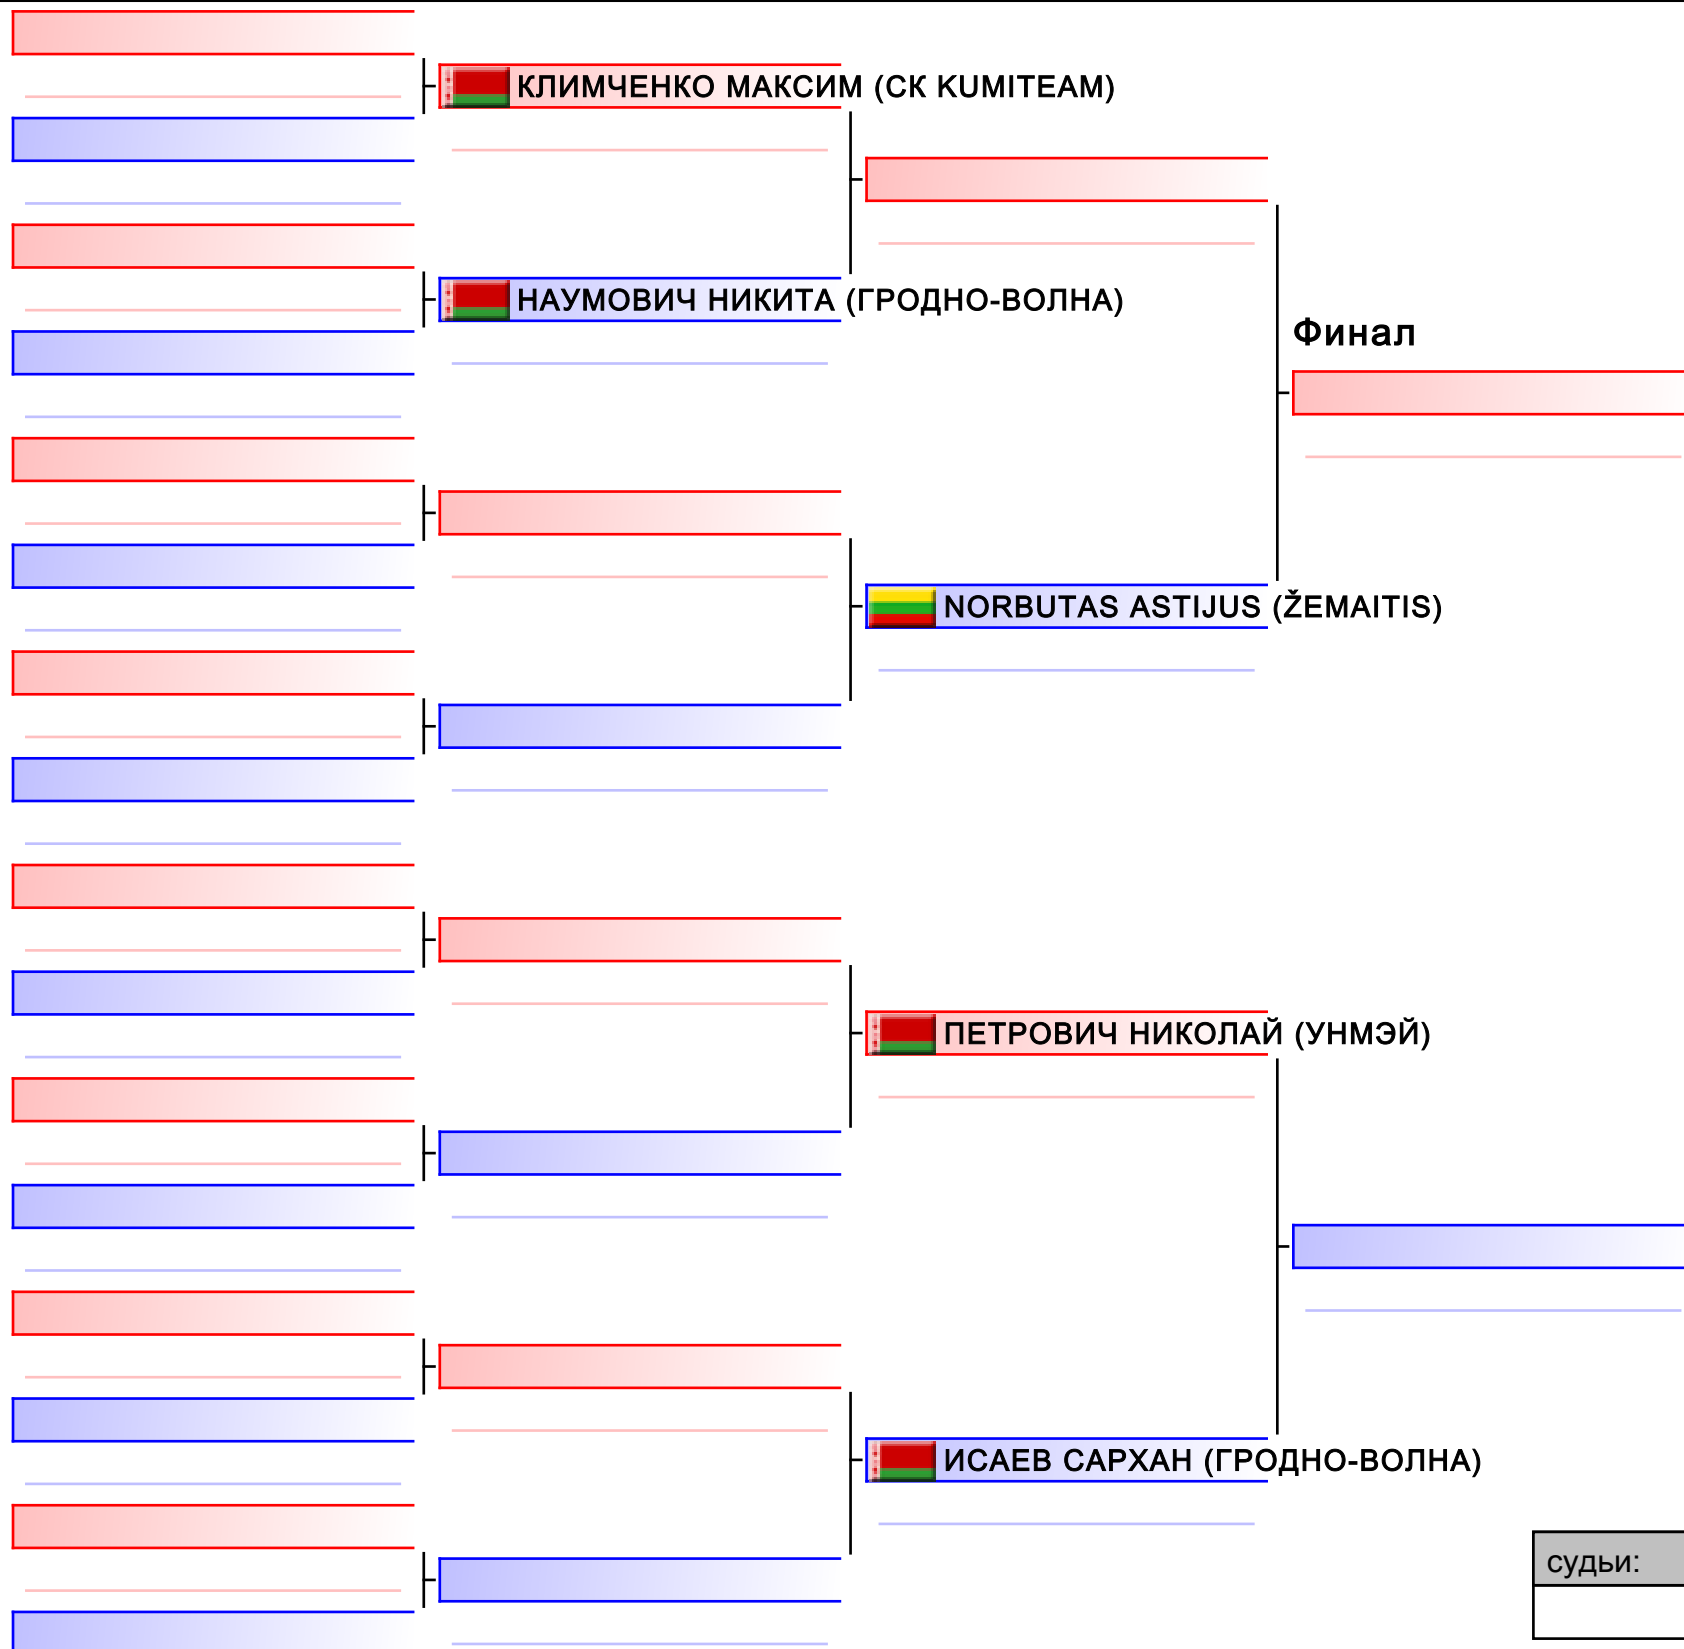 КЛИМЧЕНКО МАКСИМ (СК KUMITEAM)
НАУМОВИЧ НИКИТА (ГРОДНО-ВОЛНА)
Финал
NORBUTAS ASTIJUS (ŽEMAITIS)
ПЕТРОВИЧ НИКОЛАЙ (УНМЭЙ)
ИСАЕВ САРХАН (ГРОДНО-ВОЛНА)
судьи: